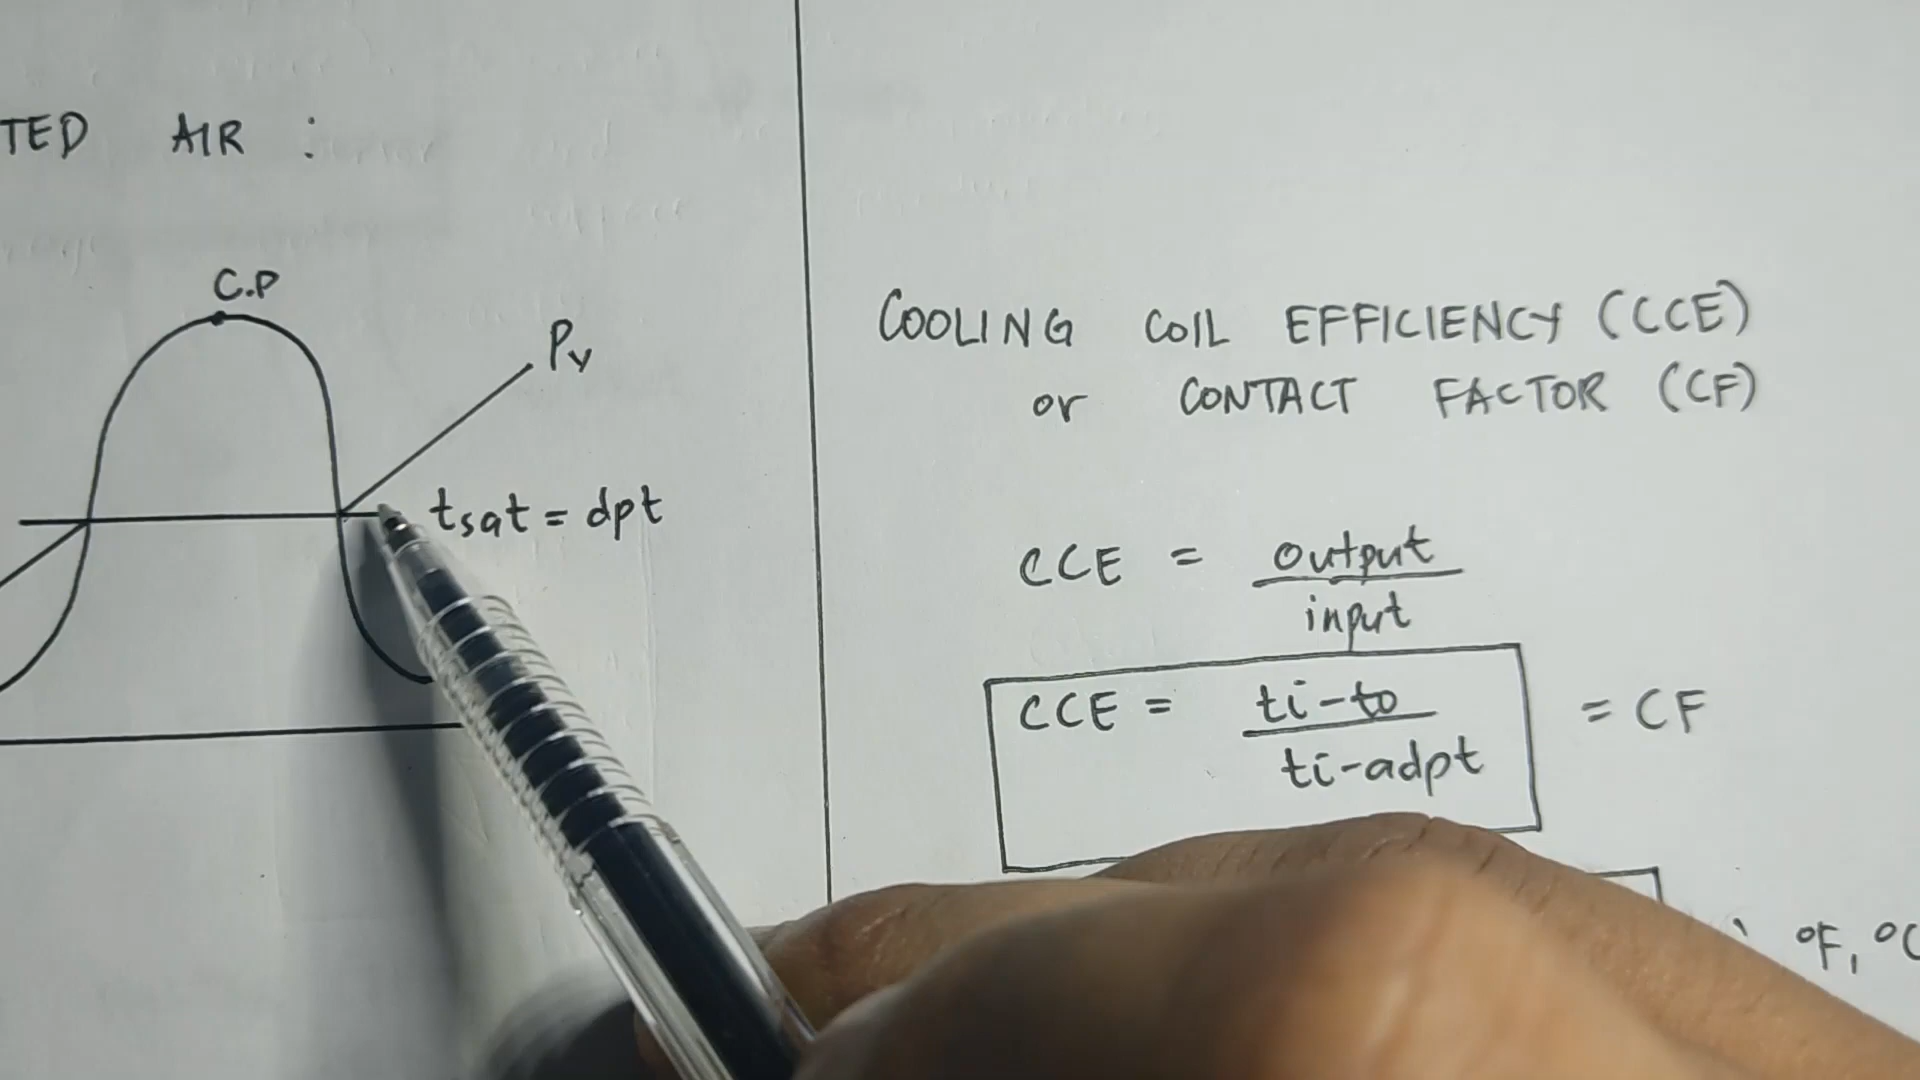 TED AIR :
C.P
Pv
tsat = dpt
COOLING COIL EFFICIENCY (CCE)
or CONTACT FACTOR (CF)
CCE = output
input
CCE = ti-to
ti-adpt
= CF
°F, °C